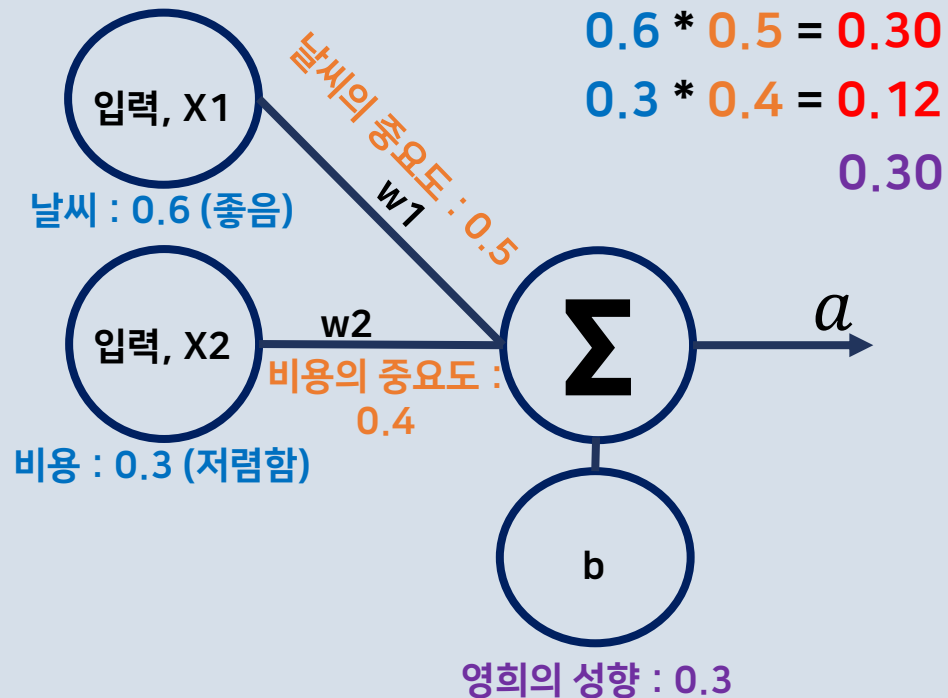 0.6 * 0.5 = 0.30
0.3 * 0.4 = 0.12
0.30
입력, X1
날씨 : 0.6 (좋음)
날씨의 중요도 : 0.5
w1
입력, X2
비용 : 0.3 (저렴함)
w2
비용의 중요도 :
0.4
Σ
a
b
영희의 성향 : 0.3